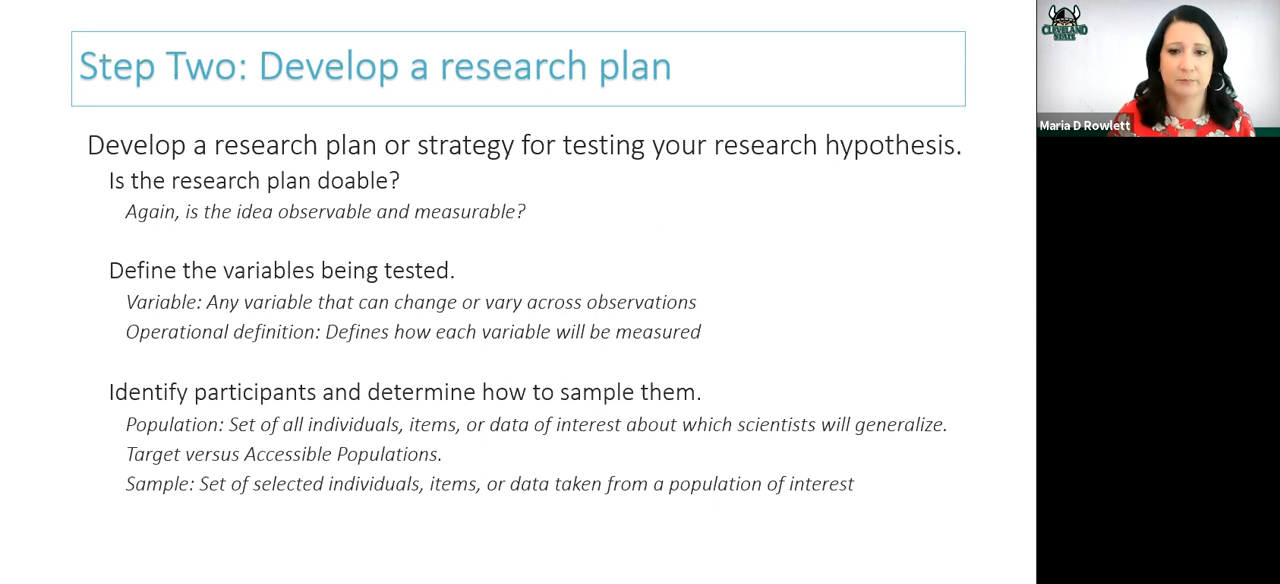 Step Two: Develop a research plan
Develop a research plan or strategy for testing your research hypothesis.
Is the research plan doable?
Again, is the idea observable and measurable?
Define the variables being tested.
Variable: Any variable that can change or vary across observations
Operational definition: Defines how each variable will be measured
Identify participants and determine how to sample them.
Population: Set of all individuals, items, or data of interest about which scientists will generalize.
Target versus Accessible Populations.
Sample: Set of selected individuals, items, or data taken from a population of interest
CLEVELAND
STATE
Maria D Rowlett